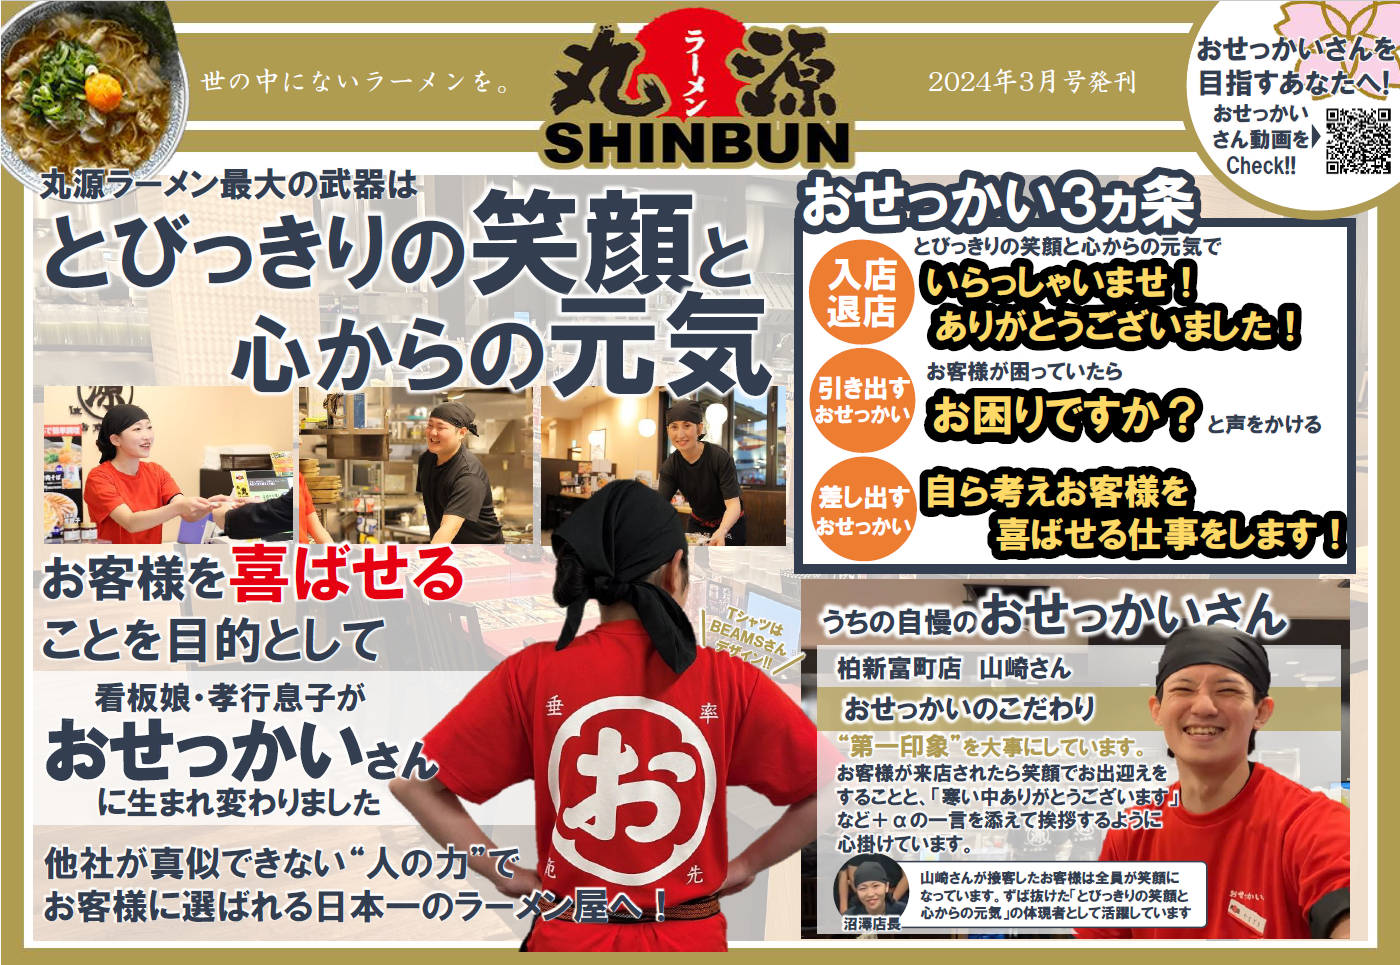 世の中にないラーメンを。
丸源
ラーメン
SHINBUN
2024年3月号発刊
おせっかいさんを
目指すあなたへ!
おせっかい
さん動画を
Check!!
丸源ラーメン最大の武器は
とびっきりの笑顔と
心からの元気
お客様を喜ばせる
ことを目的として
看板娘・孝行息子が
おせっかいさん
に生まれ変わりました
他社が真似できない“人の力”で
お客様に選ばれる日本一のラーメン屋へ！
Tシャツは
BEAMSさん
デザイン!!
垂
率
お
先
おせっかい3ヵ条
入店
退店
とびっきりの笑顔と心からの元気で
いらっしゃいませ！
ありがとうございました！
引き出す
おせっかい
お客様が困っていたら
お困りですか？と声をかける
差し出す
おせっかい
自ら考えお客様を
喜ばせる仕事をします！
うちの自慢のおせっかいさん
柏新富町店　山崎さん
おせっかいのこだわり
“第一印象”を大事にしています。
お客様が来店されたら笑顔でお出迎えを
することと、「寒い中ありがとうございます」
など＋αの一言を添えて挨拶するように
心掛けています。
山崎さんが接客したお客様は全員が笑顔に
なっています。ずば抜けた「とびっきりの笑顔と
心からの元気」の体現者として活躍しています
沼澤店長
おせっかい